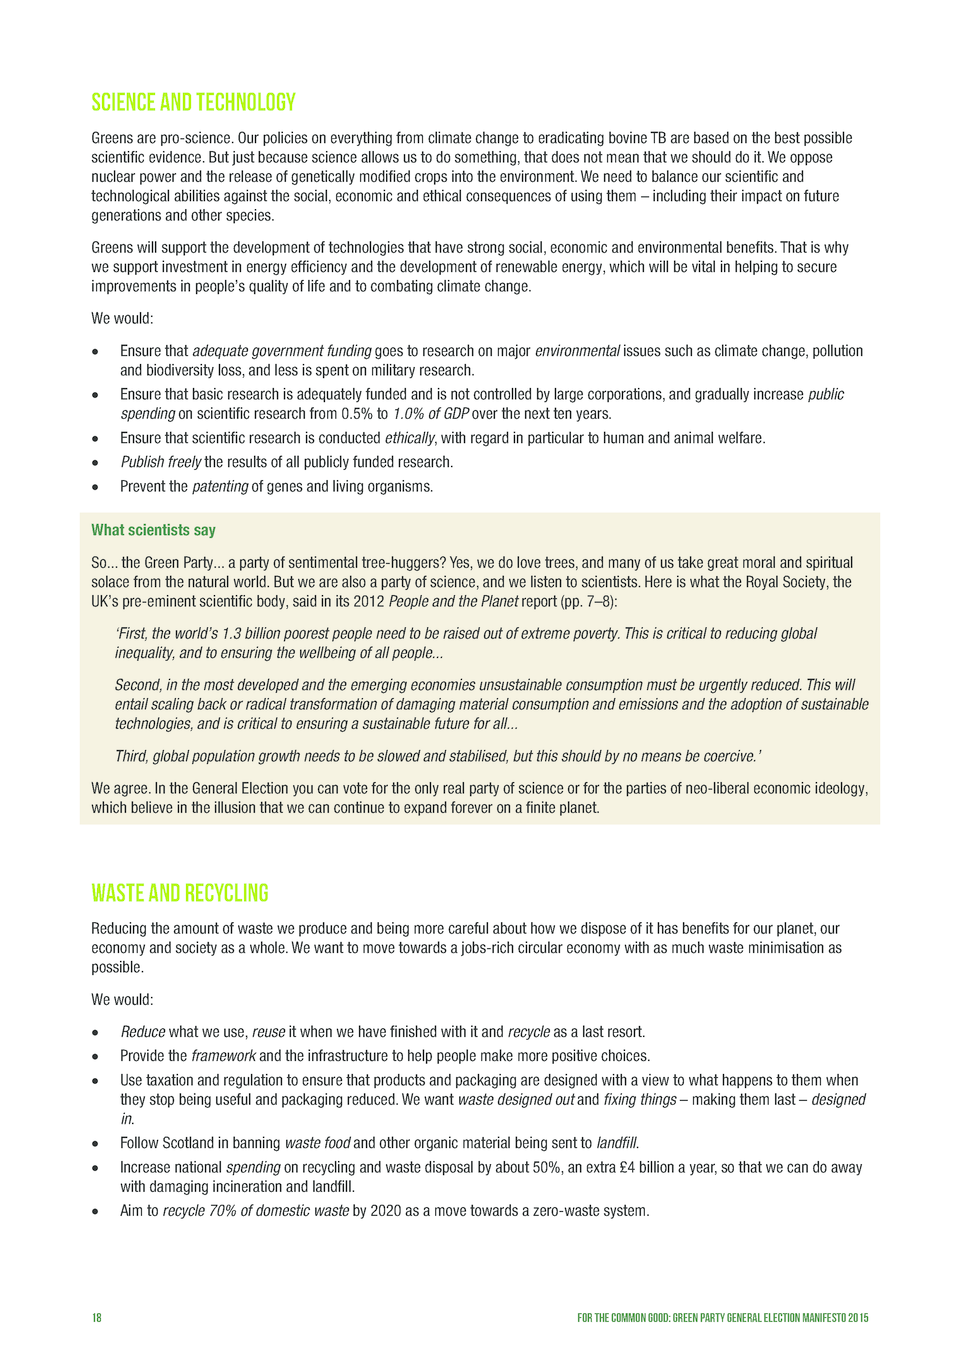 SCIENCE AND TECHNOLOGY
Greens are pro-science. Our policies on everything from climate change to eradicating bovine TB are based on the best possible
scientific evidence. But just because science allows us to do something, that does not mean that we should do it. We oppose
nuclear power and the release of genetically modified crops into the environment. We need to balance our scientific and
technological abilities against the social, economic and ethical consequences of using them – including their impact on future
generations and other species.
Greens will support the development of technologies that have strong social, economic and environmental benefits. That is why
we support investment in energy efficiency and the development of renewable energy, which will be vital in helping to secure
improvements in people's quality of life and to combating climate change.
We would:
• Ensure that adequate government funding goes to research on major environmental issues such as climate change, pollution
and biodiversity loss, and less is spent on military research.
• Ensure that basic research is adequately funded and is not controlled by large corporations, and gradually increase public
spending on scientific research from 0.5% to 1.0% of GDP over the next ten years.
• Ensure that scientific research is conducted ethically, with regard in particular to human and animal welfare.
• Publish freely the results of all publicly funded research.
• Prevent the patenting of genes and living organisms.
What scientists say
So... the Green Party... a party of sentimental tree-huggers? Yes, we do love trees, and many of us take great moral and spiritual
solace from the natural world. But we are also a party of science, and we listen to scientists. Here is what the Royal Society, the
UK's pre-eminent scientific body, said in its 2012 People and the Planet report (pp. 7–8):
'First, the world's 1.3 billion poorest people need to be raised out of extreme poverty. This is critical to reducing global
inequality, and to ensuring the wellbeing of all people...
Second, in the most developed and the emerging economies unsustainable consumption must be urgently reduced. This will
entail scaling back or radical transformation of damaging material consumption and emissions and the adoption of sustainable
technologies, and is critical to ensuring a sustainable future for all...
Third, global population growth needs to be slowed and stabilised, but this should by no means be coercive.'
We agree. In the General Election you can vote for the only real party of science or for the parties of neo-liberal economic ideology,
which believe in the illusion that we can continue to expand forever on a finite planet.
WASTE AND RECYCLING
Reducing the amount of waste we produce and being more careful about how we dispose of it has benefits for our planet, our
economy and society as a whole. We want to move towards a jobs-rich circular economy with as much waste minimisation as
possible.
We would:
• Reduce what we use, reuse it when we have finished with it and recycle as a last resort.
• Provide the framework and the infrastructure to help people make more positive choices.
• Use taxation and regulation to ensure that products and packaging are designed with a view to what happens to them when
they stop being useful and packaging reduced. We want waste designed out and fixing things – making them last – designed
in.
• Follow Scotland in banning waste food and other organic material being sent to landfill.
• Increase national spending on recycling and waste disposal by about 50%, an extra £4 billion a year, so that we can do away
with damaging incineration and landfill.
• Aim to recycle 70% of domestic waste by 2020 as a move towards a zero-waste system.
18 FOR THE COMMON GOOD: GREEN PARTY GENERAL ELECTION MANIFESTO 2015